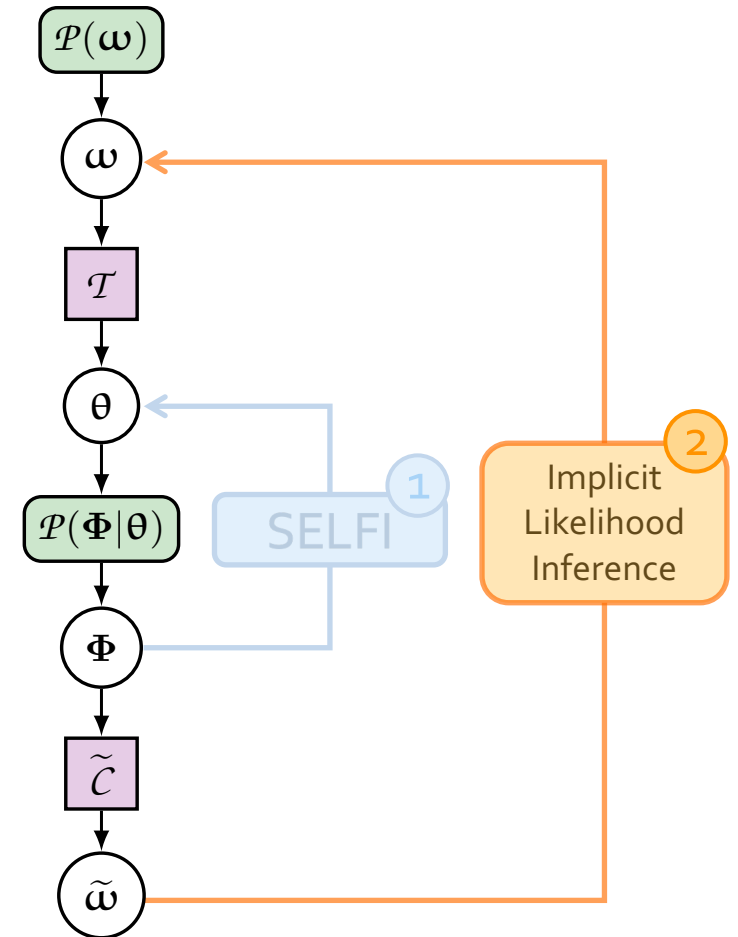 𝒫(ω)
ω
𝒯
θ
𝒫(Φ|θ)
1
SELFI
2
Implicit
Likelihood
Inference
Φ
C̃
ω̃